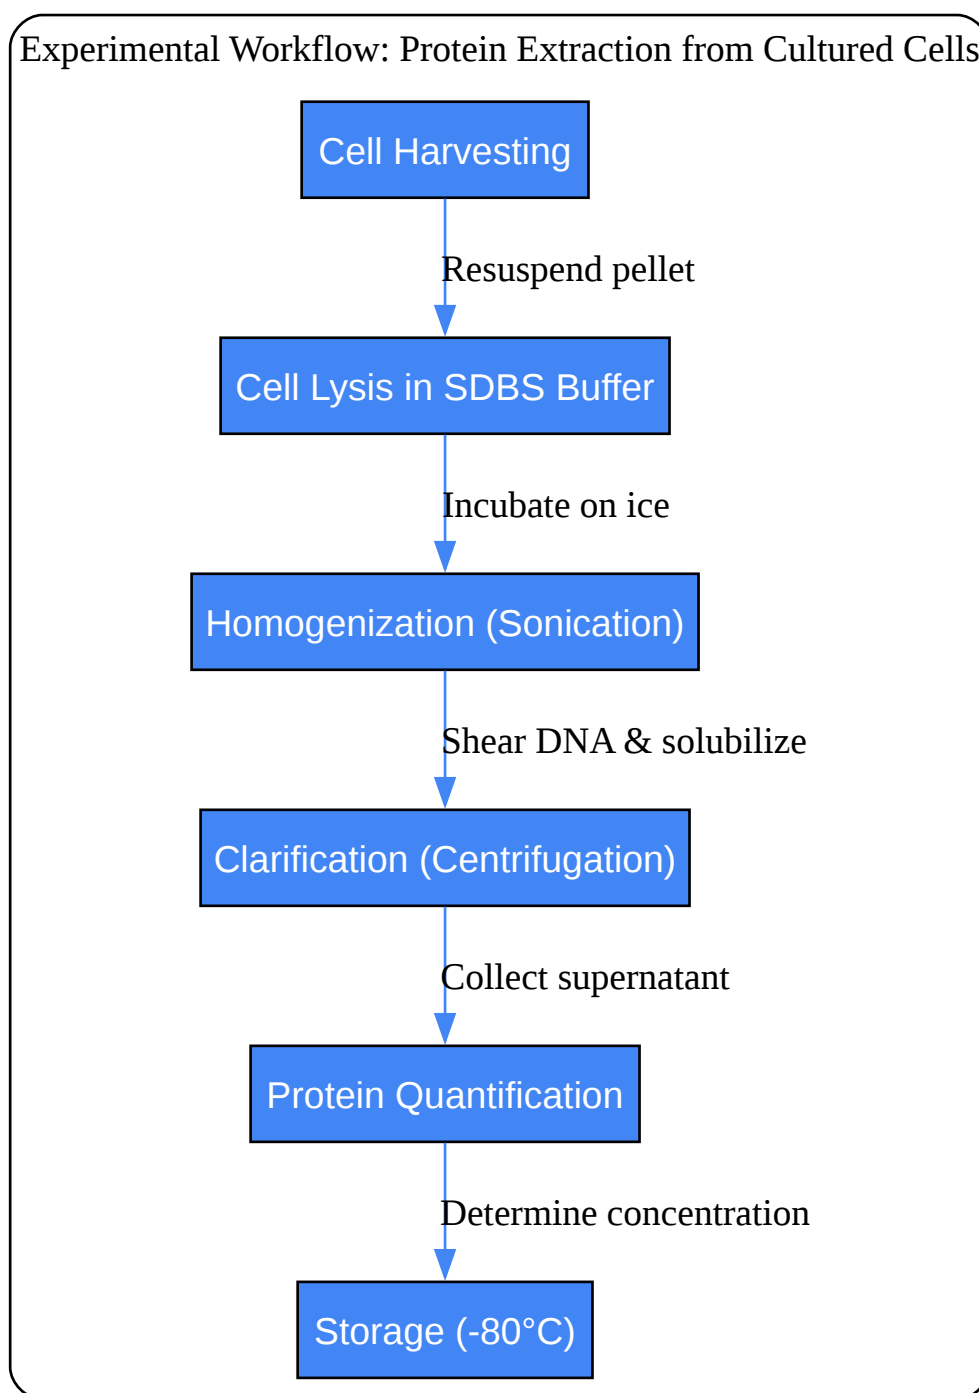 Experimental Workflow: Protein Extraction from Cultured Cells
Cell Harvesting
Resuspend pellet
Cell Lysis in SDBS Buffer
Incubate on ice
Homogenization (Sonication)
Shear DNA & solubilize
Clarification (Centrifugation)
Collect supernatant
Protein Quantification
Determine concentration
Storage (-80°C)